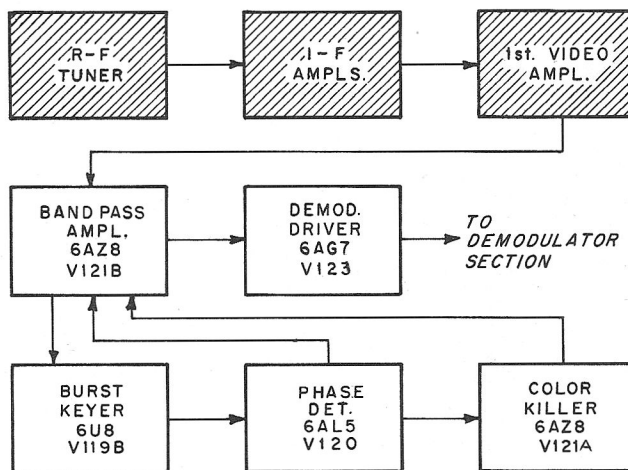 R-F
TUNER
I-F
AMPLS.
1st. VIDEO
AMPL.
BAND PASS
AMPL.
6AZ8
V121B
DEMOD.
DRIVER
6AG7
V123
TO
DEMODULATOR
SECTION
BURST
KEYER
6U8
V119B
PHASE
DET.
6AL5
V120
COLOR
KILLER
6AZ8
V121A